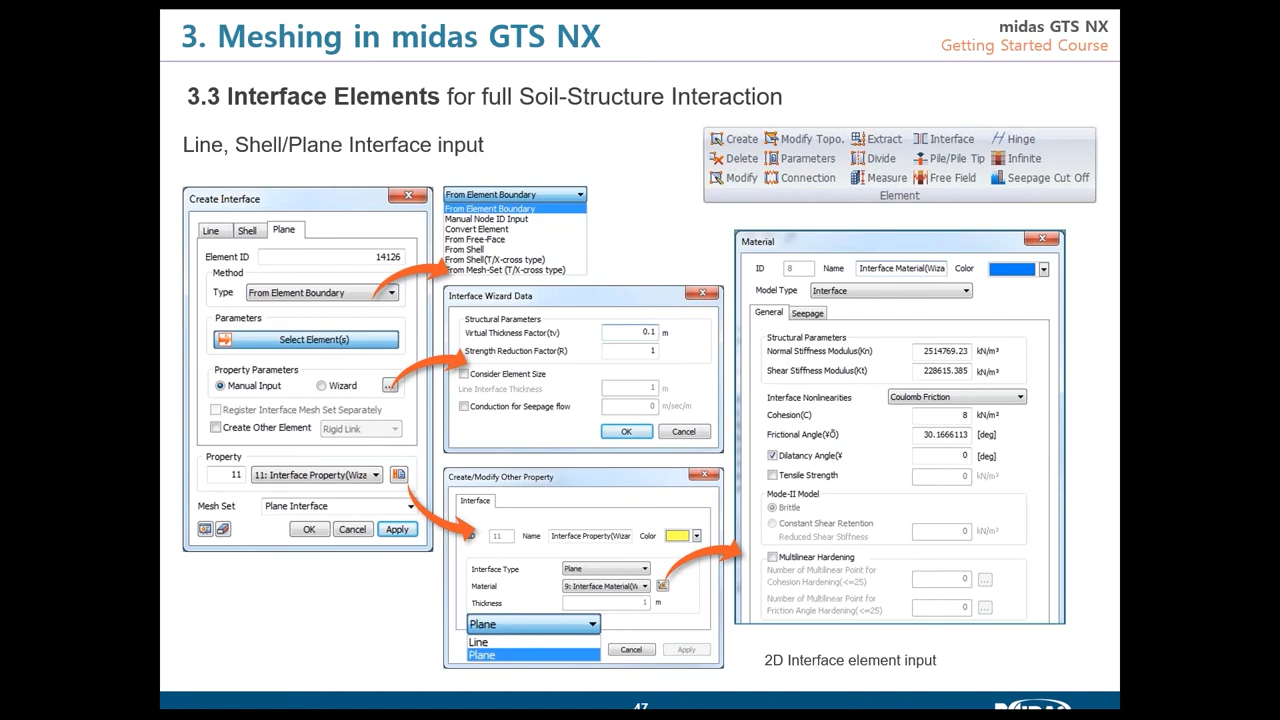 3. Meshing in midas GTS NX
midas GTS NX
Getting Started Course
3.3 Interface Elements for full Soil-Structure Interaction
Line, Shell/Plane Interface input
Create Modify Topo. Extract Interface Hinge
Delete Parameters Divide Pile/Pile Tip Infinite
Modify Connection Measure Free Field Seepage Cut Off
Element
Create Interface
Line Shell Plane
Element ID 14126
Method
Type From Element Boundary
Parameters
Select Element(s)
Property Parameters
Manual Input Wizard ...
Register Interface Mesh Set Separately
Create Other Element Rigid Link
Property
11 11: Interface Property(Wiza
Mesh Set Plane Interface
OK Cancel Apply
From Element Boundary
From Element Boundary
Manual Node ID Input
Convert Element
From Free-Face
From Shell
From Shell(T/X-cross type)
From Mesh-Set (T/X-cross type)
Interface Wizard Data
Structural Parameters
Virtual Thickness Factor(tv) 0.1 m
Strength Reduction Factor(R) 1
Consider Element Size
Line Interface Thickness 1 m
Conduction for Seepage flow 0 m/sec/m
OK Cancel
Create/Modify Other Property
Interface
11 Name Interface Property(Wizar Color
Interface Type Plane
Material 9: Interface Material(W
Thickness 1 m
Plane
Line
Plane
Cancel Apply
Material
ID 8 Name Interface Material(Wiza Color
Model Type Interface
General Seepage
Structural Parameters
Normal Stiffness Modulus(Kn) 2514769.23 kN/m³
Shear Stiffness Modulus(Kt) 228615.385 kN/m³
Interface Nonlinearities Coulomb Friction
Cohesion(C) 8 kN/m²
Frictional Angle(¥Õ) 30.1666113 [deg]
Dilatancy Angle(¥ 0 [deg]
Tensile Strength 0 kN/m²
Mode-II Model
Brittle
Constant Shear Retention
Reduced Shear Stiffness 0 kN/m³
Multilinear Hardening
Number of Multilinear Point for
Cohesion Hardening(<=25) 0 ...
Number of Multilinear Point for
Friction Angle Hardening(<=25) 0 ...
2D Interface element input
47